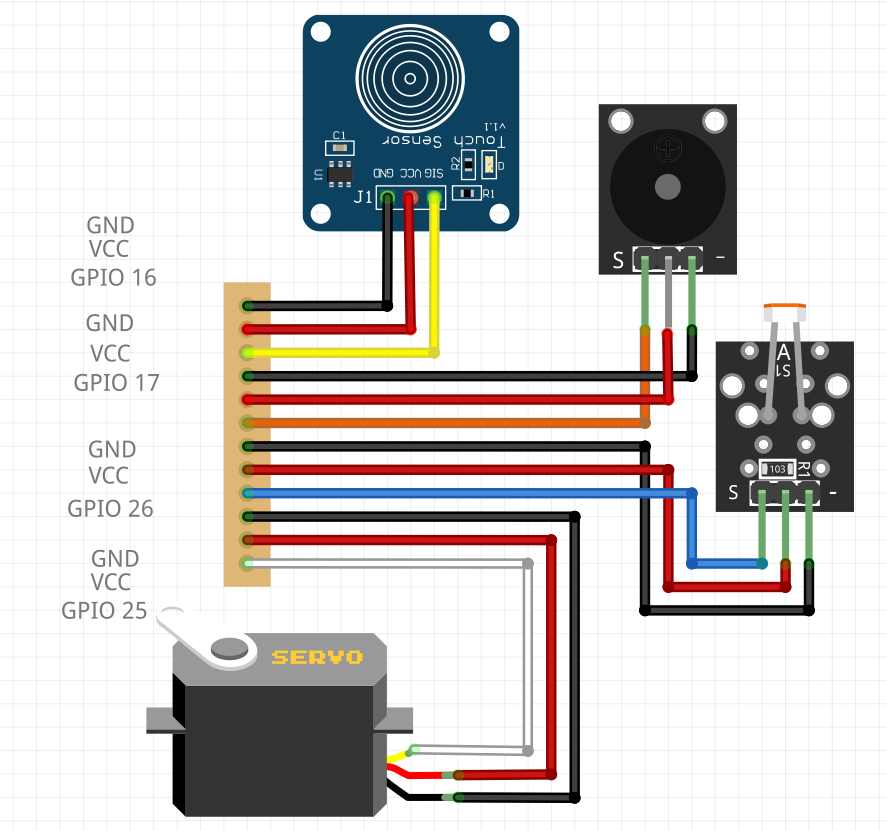 C1
U1
Sensor
Touch
v1.1
R2
D
J1
GND
VCC
SIG
R1
S
-
GND
VCC
GPIO 16
GND
VCC
GPIO 17
A
S1
GND
VCC
GPIO 26
103
R1
S
-
GND
VCC
GPIO 25
SERVO